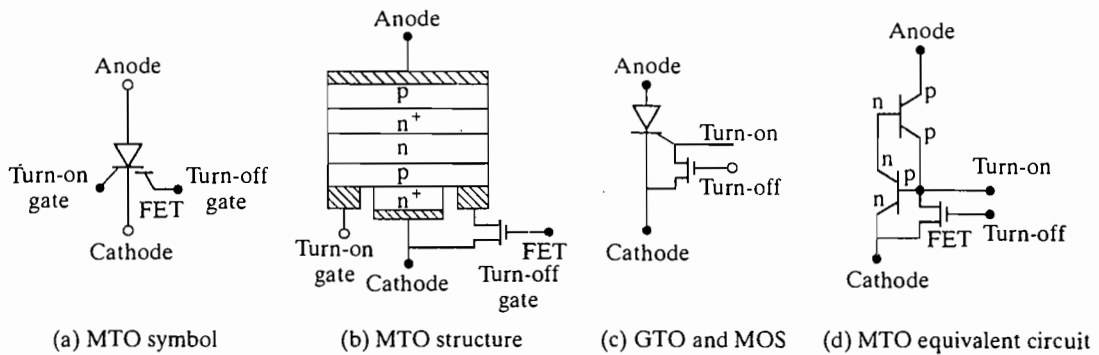 Anode
Turn-on
gate
Turn-off
gate
FET
Cathode
(a) MTO symbol
Anode
p
n+
n
p
n+
Turn-on
gate
Cathode
FET
Turn-off
gate
(b) MTO structure
Anode
Turn-on
Turn-off
Cathode
(c) GTO and MOS
Anode
n
p
p
n
p
n
Turn-on
FET
Turn-off
Cathode
(d) MTO equivalent circuit